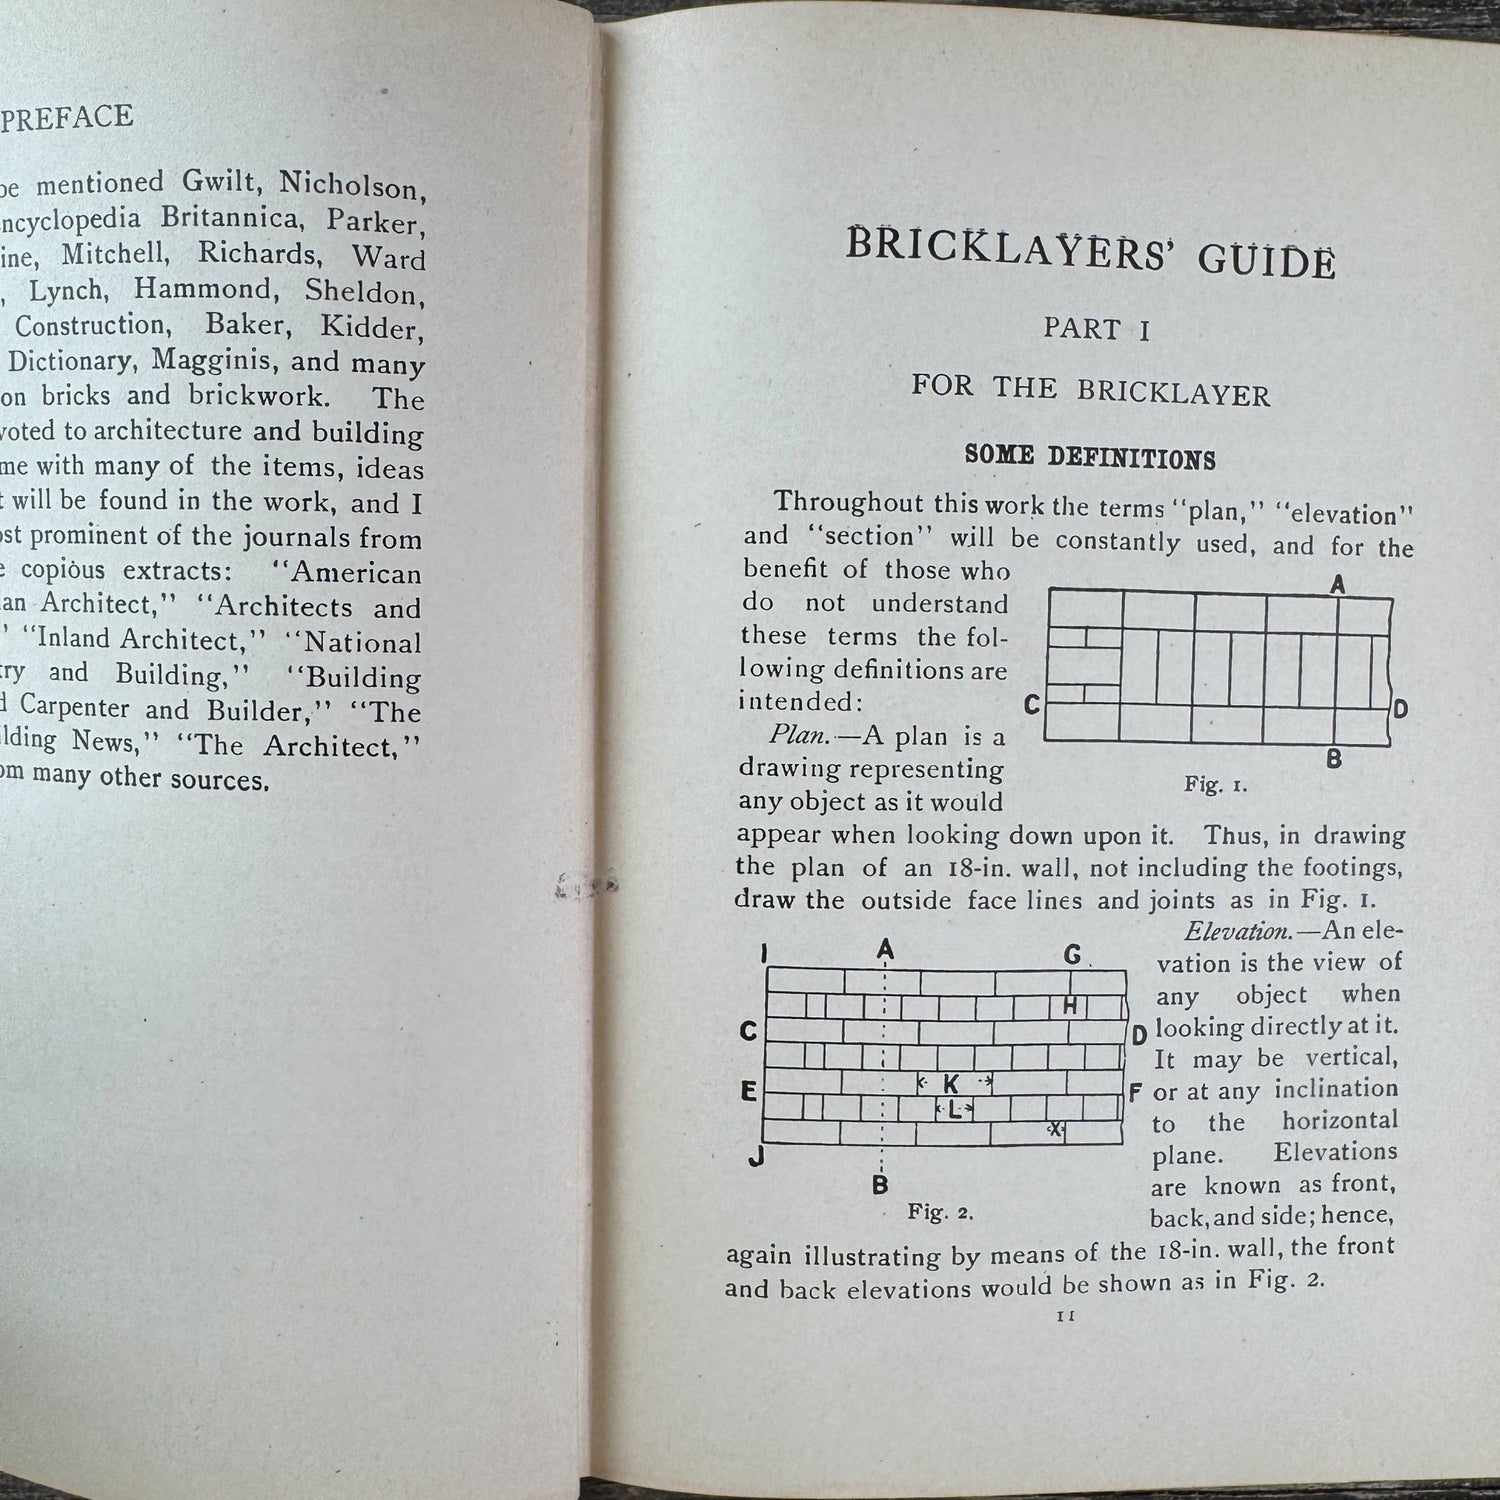 PREFACE
be mentioned Gwilt, Nicholson,
ncyclopedia Britannica, Parker,
ine, Mitchell, Richards, Ward
, Lynch, Hammond, Sheldon,
Construction, Baker, Kidder,
Dictionary, Magginis, and many
on bricks and brickwork. The
voted to architecture and building
me with many of the items, ideas
t will be found in the work, and I
ost prominent of the journals from
e copious extracts: "American
an Architect," "Architects and
" "Inland Architect," "National
try and Building," "Building
d Carpenter and Builder," "The
lding News," "The Architect,"
om many other sources.
BRICKLAYERS' GUIDE
PART I
FOR THE BRICKLAYER
SOME DEFINITIONS
Throughout this work the terms "plan," "elevation"
and "section" will be constantly used, and for the
benefit of those who
do not understand
these terms the fol-
lowing definitions are
intended:
Plan.—A plan is a
drawing representing
any object as it would
A
C
D
B
Fig. 1.
appear when looking down upon it. Thus, in drawing
the plan of an 18-in. wall, not including the footings,
draw the outside face lines and joints as in Fig. 1.
I
A
G
H
C
D
K
E
F
L
X
J
B
Fig. 2.
Elevation.—An ele-
vation is the view of
any object when
looking directly at it.
It may be vertical,
or at any inclination
to the horizontal
plane. Elevations
are known as front,
back, and side; hence,
again illustrating by means of the 18-in. wall, the front
and back elevations would be shown as in Fig. 2.
11